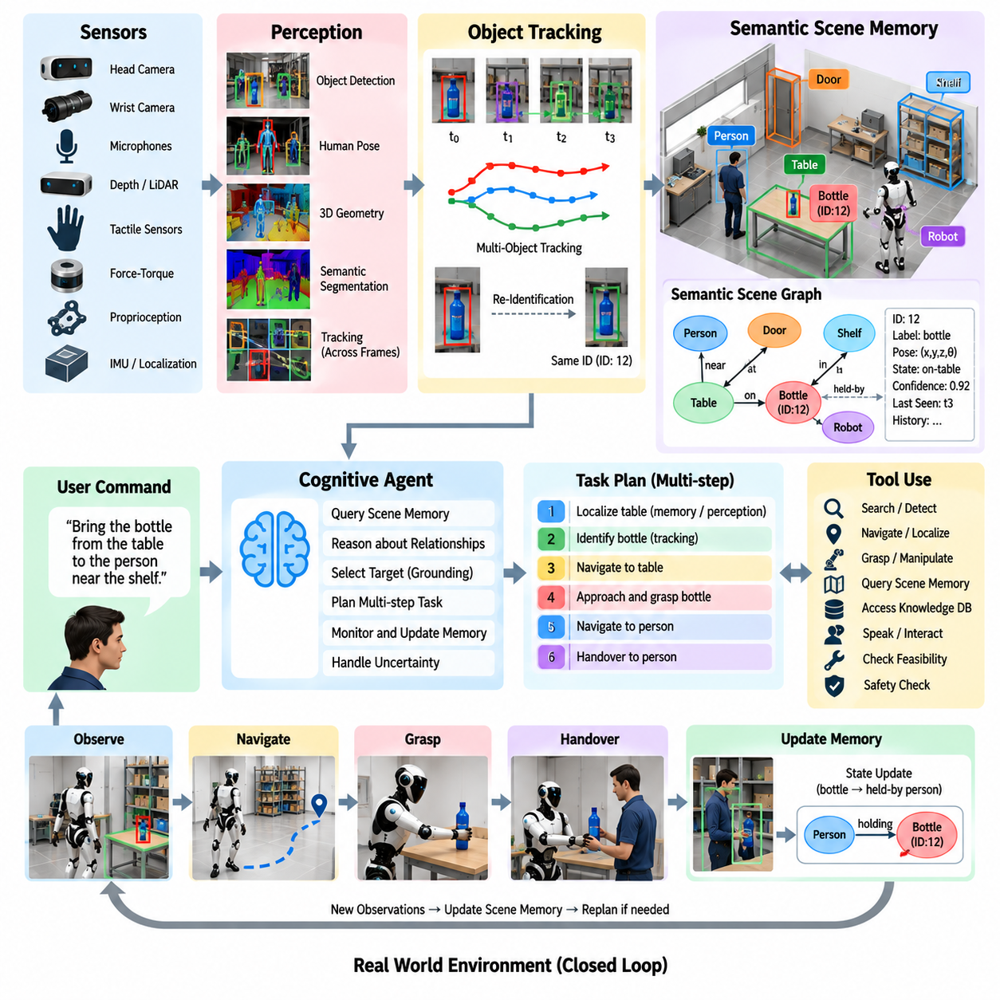 Sensors
Head Camera
Wrist Camera
Microphones
Depth / LiDAR
Tactile Sensors
Force-Torque
Proprioception
IMU / Localization
Perception
Object Detection
Human Pose
3D Geometry
Semantic
Segmentation
Tracking
(Across Frames)
Object Tracking
t0 t1 t2 t3
Multi-Object Tracking
Re-Identification
Same ID (ID: 12)
Semantic Scene Memory
Door
Shelf
Person
Table
Bottle
(ID:12)
Robot
Semantic Scene Graph
Person
Door
Shelf
near
at
in
Table
on
Bottle
(ID:12)
held-by
Robot
ID: 12
Label: bottle
Pose: (x,y,z,θ)
State: on-table
Confidence: 0.92
Last Seen: t3
History: ...
User Command
“Bring the bottle
from the table
to the person
near the shelf.”
Cognitive Agent
Query Scene Memory
Reason about Relationships
Select Target (Grounding)
Plan Multi-step Task
Monitor and Update Memory
Handle Uncertainty
Task Plan (Multi-step)
1 Localize table (memory / perception)
2 Identify bottle (tracking)
3 Navigate to table
4 Approach and grasp bottle
5 Navigate to person
6 Handover to person
Tool Use
Search / Detect
Navigate / Localize
Grasp / Manipulate
Query Scene Memory
Access Knowledge DB
Speak / Interact
Check Feasibility
Safety Check
Observe
Navigate
Grasp
Handover
Update Memory
State Update
(bottle → held-by person)
Person
holding
Bottle
(ID:12)
New Observations → Update Scene Memory → Replan if needed
Real World Environment (Closed Loop)